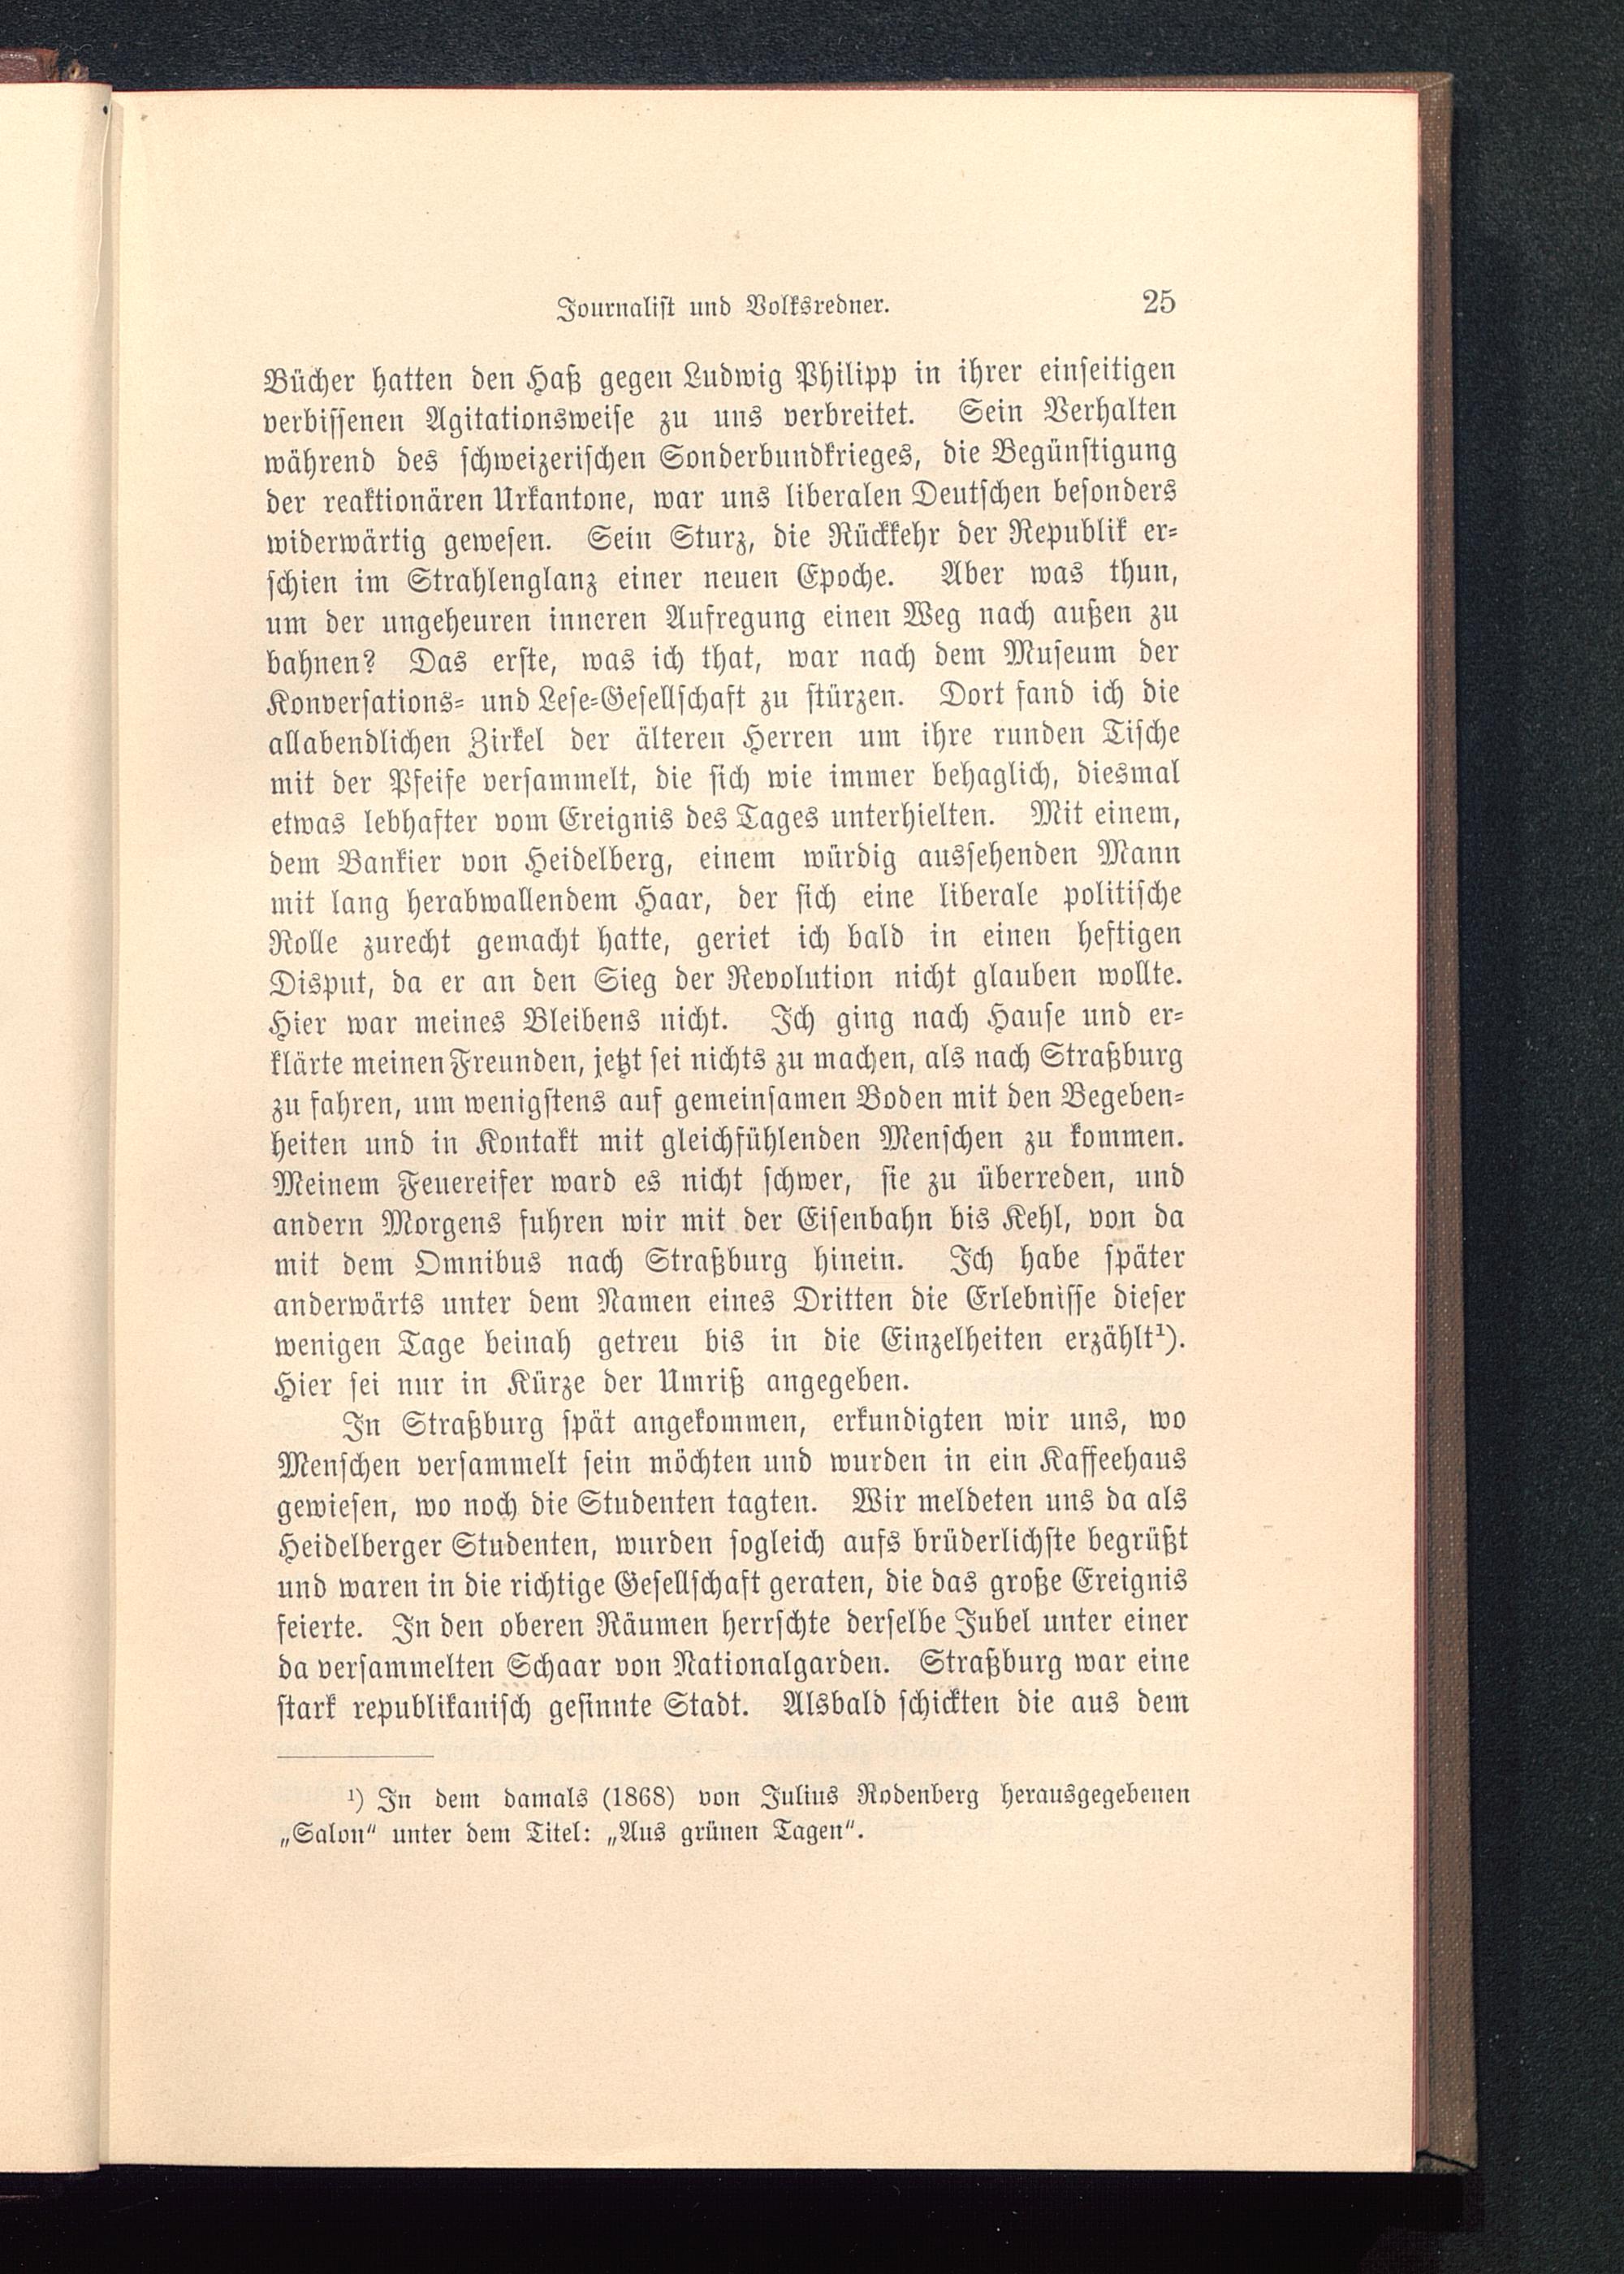 Journalist und Volksredner. 25
Bücher hatten den Haß gegen Ludwig Philipp in ihrer einseitigen
verbissenen Agitationsweise zu uns verbreitet. Sein Verhalten
während des schweizerischen Sonderbundkrieges, die Begünstigung
der reaktionären Urkantone, war uns liberalen Deutschen besonders
widerwärtig gewesen. Sein Sturz, die Rückkehr der Republik er-
schien im Strahlenglanz einer neuen Epoche. Aber was thun,
um der ungeheuren inneren Aufregung einen Weg nach außen zu
bahnen? Das erste, was ich that, war nach dem Museum der
Konversations- und Lese-Gesellschaft zu stürzen. Dort fand ich die
allabendlichen Zirkel der älteren Herren um ihre runden Tische
mit der Pfeife versammelt, die sich wie immer behaglich, diesmal
etwas lebhafter vom Ereignis des Tages unterhielten. Mit einem,
dem Bankier von Heidelberg, einem würdig aussehenden Mann
mit lang herabwallendem Haar, der sich eine liberale politische
Rolle zurecht gemacht hatte, geriet ich bald in einen heftigen
Disput, da er an den Sieg der Revolution nicht glauben wollte.
Hier war meines Bleibens nicht. Ich ging nach Hause und er-
klärte meinen Freunden, jetzt sei nichts zu machen, als nach Straßburg
zu fahren, um wenigstens auf gemeinsamen Boden mit den Begeben-
heiten und in Kontakt mit gleichfühlenden Menschen zu kommen.
Meinem Feuereifer ward es nicht schwer, sie zu überreden, und
andern Morgens fuhren wir mit der Eisenbahn bis Kehl, von da
mit dem Omnibus nach Straßburg hinein. Ich habe später
anderwärts unter dem Namen eines Dritten die Erlebnisse dieser
wenigen Tage beinah getreu bis in die Einzelheiten erzählt¹).
Hier sei nur in Kürze der Umriß angegeben.
In Straßburg spät angekommen, erkundigten wir uns, wo
Menschen versammelt sein möchten und wurden in ein Kaffeehaus
gewiesen, wo noch die Studenten tagten. Wir meldeten uns da als
Heidelberger Studenten, wurden sogleich aufs brüderlichste begrüßt
und waren in die richtige Gesellschaft geraten, die das große Ereignis
feierte. In den oberen Räumen herrschte derselbe Jubel unter einer
da versammelten Schaar von Nationalgarden. Straßburg war eine
stark republikanisch gesinnte Stadt. Alsbald schickten die aus dem
¹) In dem damals (1868) von Julius Rodenberg herausgegebenen
„Salon“ unter dem Titel: „Aus grünen Tagen“.